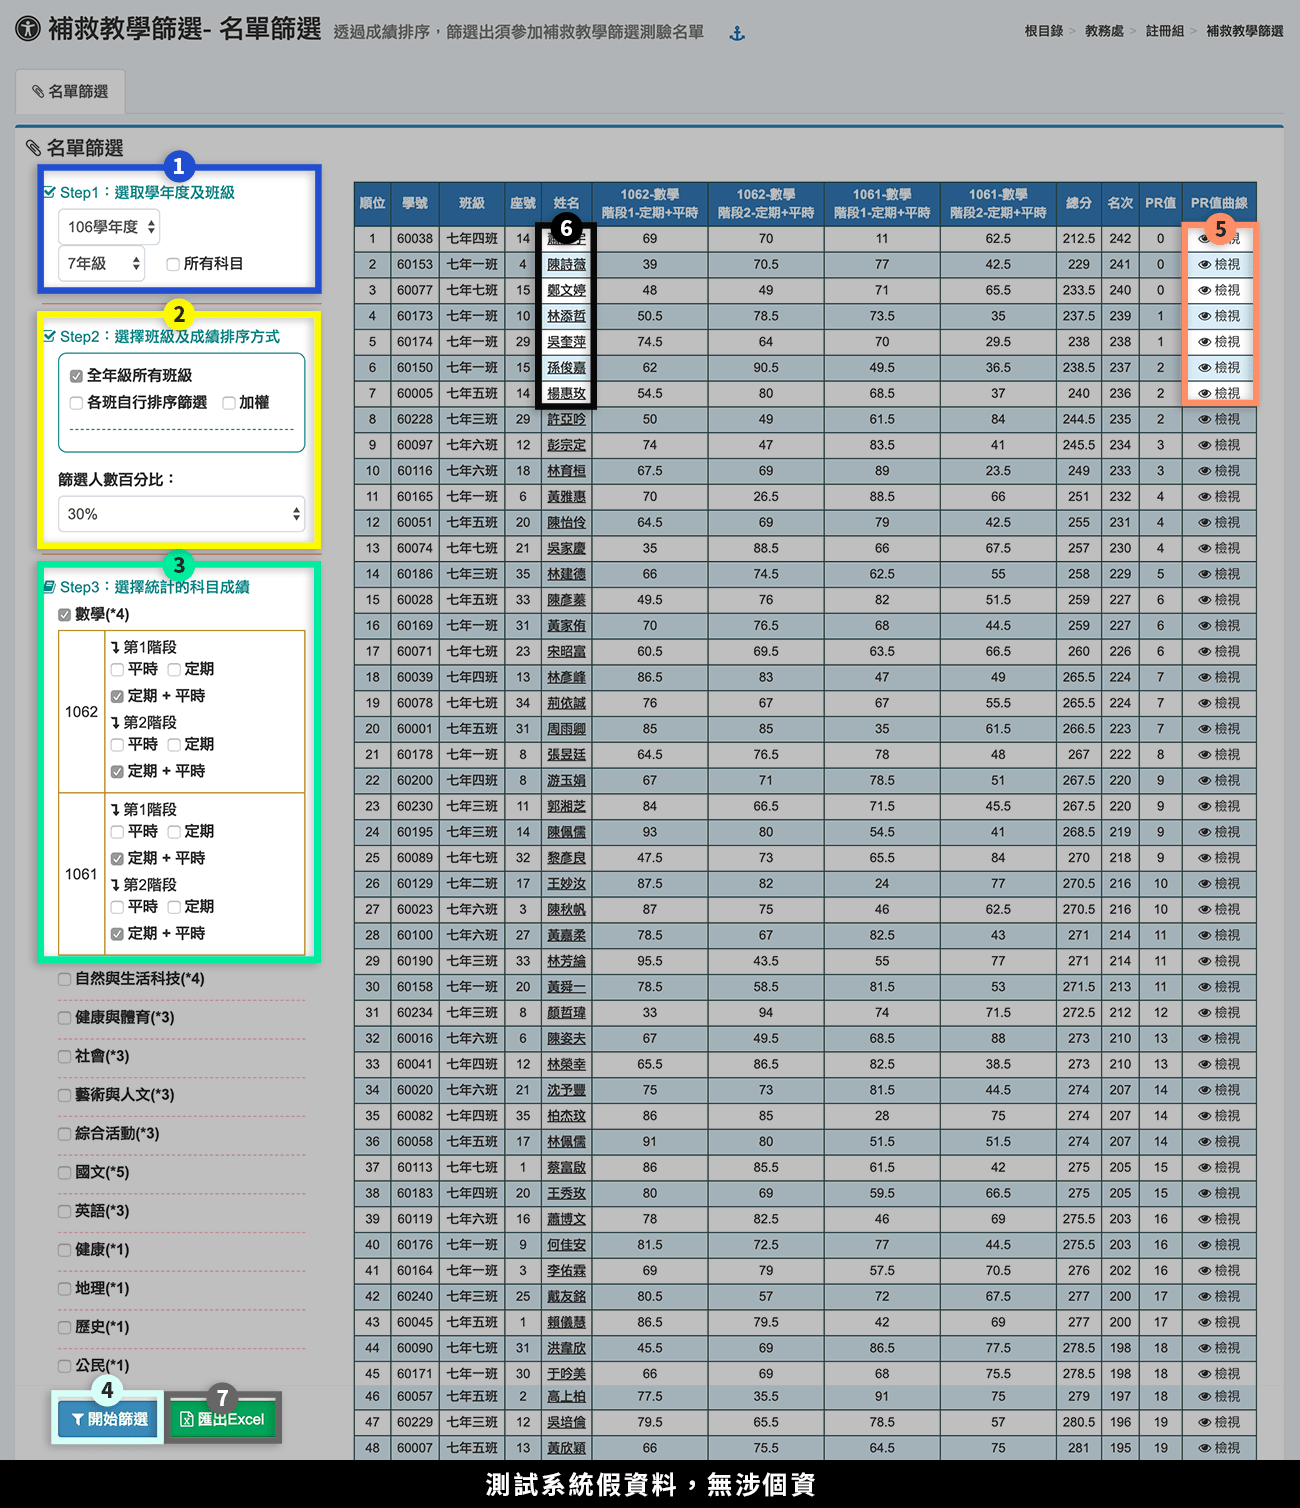 補救教學篩選- 名單篩選 透過成績排序，篩選出須參加補救教學篩選測驗名單
根目錄 > 教務處 > 註冊組 > 補救教學篩選
名單篩選
名單篩選
1
Step1：選取學年度及班級
106學年度
7年級 所有科目
2
Step2：選擇班級及成績排序方式
全年級所有班級
各班自行排序篩選 加權
篩選人數百分比：
30%
3
Step3：選擇統計的科目成績
數學(*4)
1062
第1階段
平時 定期
定期 + 平時
第2階段
平時 定期
定期 + 平時
1061
第1階段
平時 定期
定期 + 平時
第2階段
平時 定期
定期 + 平時
自然與生活科技(*4)
健康與體育(*3)
社會(*3)
藝術與人文(*3)
綜合活動(*3)
國文(*5)
英語(*3)
健康(*1)
地理(*1)
歷史(*1)
公民(*1)
4
開始篩選
7
匯出Excel
順位 學號 班級 座號 姓名 1062-數學 階段1-定期+平時 1062-數學 階段2-定期+平時 1061-數學 階段1-定期+平時 1061-數學 階段2-定期+平時 總分 名次 PR值 PR值曲線
6
5
1 60038 七年四班 14 69 70 11 62.5 212.5 242 0 視
2 60153 七年一班 4 陳詩薇 39 70.5 77 42.5 229 241 0 檢視
3 60077 七年七班 15 鄭文婷 48 49 71 65.5 233.5 240 0 檢視
4 60173 七年一班 10 林添哲 50.5 78.5 73.5 35 237.5 239 1 檢視
5 60174 七年一班 29 吳奎萍 74.5 64 70 29.5 238 238 1 檢視
6 60150 七年一班 15 孫俊嘉 62 90.5 49.5 36.5 238.5 237 2 檢視
7 60005 七年五班 14 楊惠玫 54.5 80 68.5 37 240 236 2 檢視
8 60228 七年三班 29 許亞吟 50 49 61.5 84 244.5 235 2 檢視
9 60097 七年六班 12 彭宗定 74 47 83.5 41 245.5 234 3 檢視
10 60116 七年六班 18 林育桓 67.5 69 89 23.5 249 233 3 檢視
11 60165 七年一班 6 黃雅惠 70 26.5 88.5 66 251 232 4 檢視
12 60051 七年五班 20 陳怡伶 64.5 69 79 42.5 255 231 4 檢視
13 60074 七年七班 21 吳家慶 35 88.5 66 67.5 257 230 4 檢視
14 60186 七年三班 35 林建德 66 74.5 62.5 55 258 229 5 檢視
15 60028 七年五班 33 陳彥蓁 49.5 76 82 51.5 259 227 6 檢視
16 60169 七年一班 31 黃家侑 70 76.5 68 44.5 259 227 6 檢視
17 60071 七年七班 23 宋昭富 60.5 69.5 63.5 66.5 260 226 6 檢視
18 60039 七年四班 13 林彥峰 86.5 83 47 49 265.5 224 7 檢視
19 60078 七年七班 34 荊依誠 76 67 67 55.5 265.5 224 7 檢視
20 60001 七年五班 31 周雨卿 85 85 35 61.5 266.5 223 7 檢視
21 60178 七年一班 8 張昱廷 64.5 76.5 78 48 267 222 8 檢視
22 60200 七年四班 8 游玉娟 67 71 78.5 51 267.5 220 9 檢視
23 60230 七年三班 11 郭湘芝 84 66.5 71.5 45.5 267.5 220 9 檢視
24 60195 七年三班 14 陳佩儒 93 80 54.5 41 268.5 219 9 檢視
25 60089 七年七班 32 黎彥良 47.5 73 65.5 84 270 218 9 檢視
26 60129 七年二班 17 王妙汝 87.5 82 24 77 270.5 216 10 檢視
27 60023 七年六班 3 陳秋帆 87 75 46 62.5 270.5 216 10 檢視
28 60100 七年六班 27 黃嘉柔 78.5 67 82.5 43 271 214 11 檢視
29 60190 七年三班 33 林芳綸 95.5 43.5 55 77 271 214 11 檢視
30 60158 七年一班 20 黃舜一 78.5 58.5 81.5 53 271.5 213 11 檢視
31 60234 七年三班 8 顏哲瑋 33 94 74 71.5 272.5 212 12 檢視
32 60016 七年六班 6 陳姿夫 67 49.5 68.5 88 273 210 13 檢視
33 60041 七年四班 12 林榮幸 65.5 86.5 82.5 38.5 273 210 13 檢視
34 60020 七年六班 21 沈予豐 75 73 81.5 44.5 274 207 14 檢視
35 60082 七年四班 35 柏杰玟 86 85 28 75 274 207 14 檢視
36 60058 七年五班 17 林佩儒 91 80 51.5 51.5 274 207 14 檢視
37 60113 七年七班 1 蔡富啟 86 85.5 61.5 42 275 205 15 檢視
38 60183 七年四班 20 王秀玫 80 69 59.5 66.5 275 205 15 檢視
39 60119 七年六班 16 蕭博文 78 82.5 46 69 275.5 203 16 檢視
40 60176 七年一班 9 何佳安 81.5 72.5 77 44.5 275.5 203 16 檢視
41 60164 七年一班 3 李佑霖 69 79 57.5 70.5 276 202 16 檢視
42 60240 七年三班 25 戴友銘 80.5 57 72 67.5 277 200 17 檢視
43 60045 七年五班 1 賴儀慧 86.5 79.5 42 69 277 200 17 檢視
44 60090 七年七班 31 洪韋欣 45.5 69 86.5 77.5 278.5 198 18 檢視
45 60171 七年一班 30 于吟美 66 69 68 75.5 278.5 198 18 檢視
46 60057 七年五班 2 高上柏 77.5 35.5 91 75 279 197 18 檢視
47 60229 七年三班 12 吳培倫 79.5 65.5 78.5 57 280.5 196 19 檢視
48 60007 七年五班 13 黃欣穎 66 75.5 64.5 75 281 195 19 檢視
測試系統假資料，無涉個資